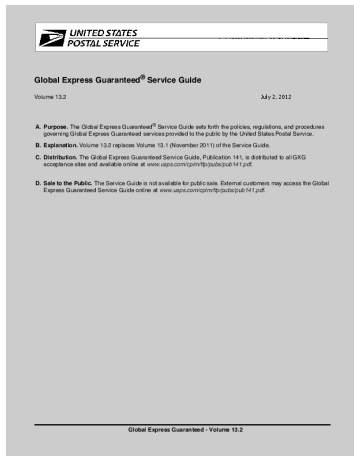 UNITED STATES
POSTAL SERVICE
Global Express Guaranteed® Service Guide
Volume 13.2 July 2, 2012
A. Purpose. The Global Express Guaranteed® Service Guide sets forth the policies, regulations, and procedures
governing Global Express Guaranteed services provided to the public by the United States Postal Service.
B. Explanation. Volume 13.2 replaces Volume 13.1 (November 2011) of the Service Guide.
C. Distribution. The Global Express Guaranteed Service Guide, Publication 141, is distributed to all GXG
acceptance sites and available online at www.usps.com/cpim/ftp/pubs/pub141.pdf.
D. Sale to the Public. The Service Guide is not available for public sale. External customers may access the Global
Express Guaranteed Service Guide online at www.usps.com/cpim/ftp/pubs/pub141.pdf.
Global Express Guaranteed - Volume 13.2